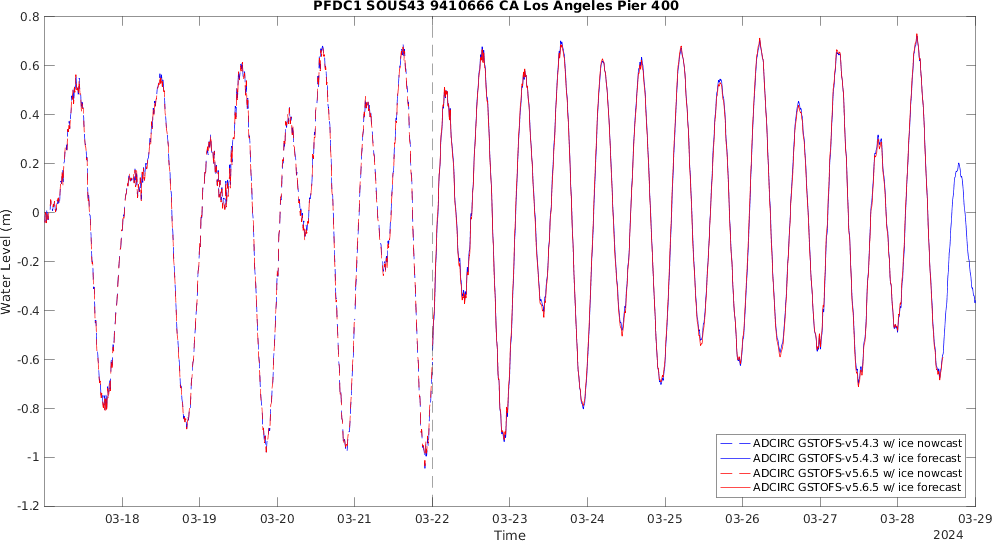 PFDC1 SOUS43 9410666 CA Los Angeles Pier 400
0.8
0.6
0.4
0.2
0
-0.2
-0.4
-0.6
-0.8
-1
-1.2
Water Level (m)
ADCIRC GSTOFS-v5.4.3 w/ ice nowcast
ADCIRC GSTOFS-v5.4.3 w/ ice forecast
ADCIRC GSTOFS-v5.6.5 w/ ice nowcast
ADCIRC GSTOFS-v5.6.5 w/ ice forecast
03-18 03-19 03-20 03-21 03-22 03-23 03-24 03-25 03-26 03-27 03-28 03-29
Time
2024